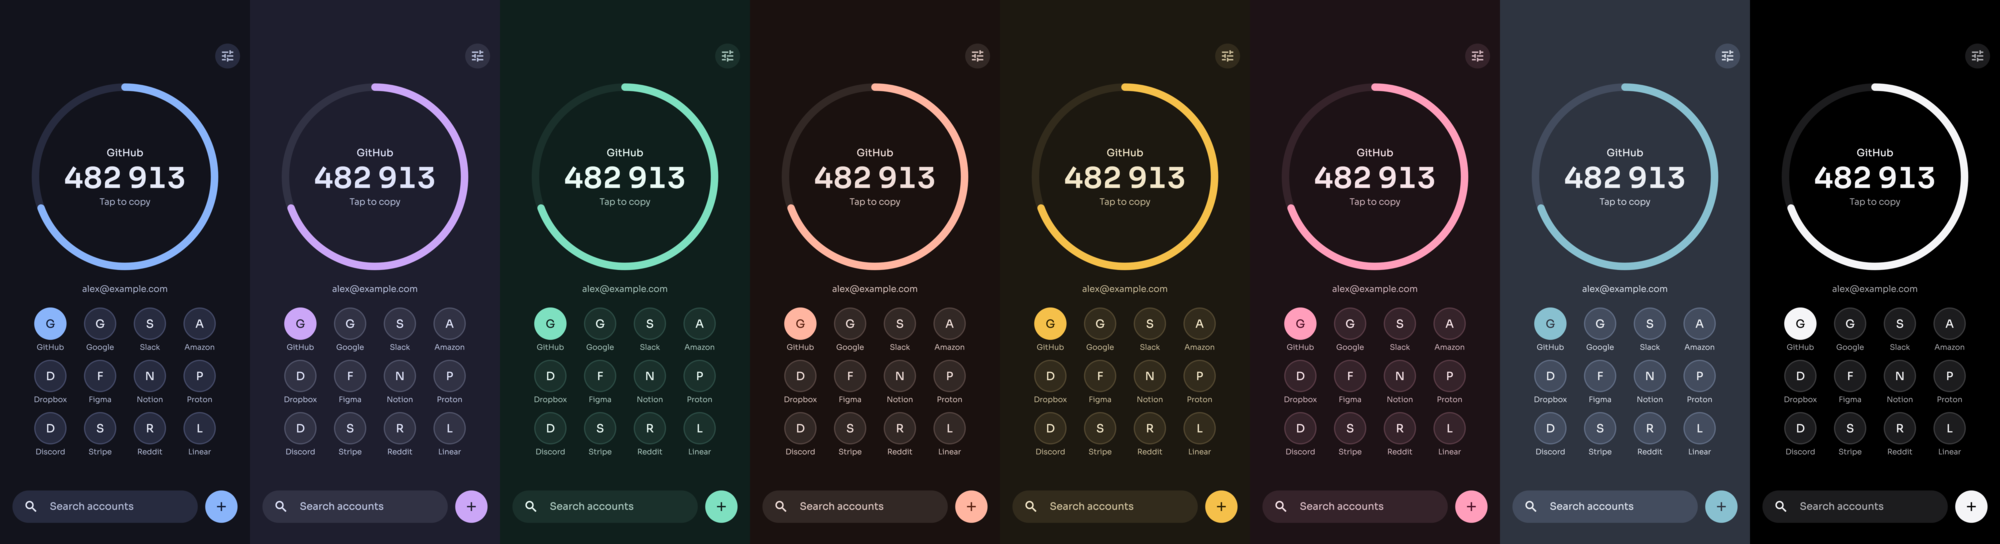 GitHub
482 913
Tap to copy
alex@example.com
G G S A
GitHub Google Slack Amazon
D F N P
Dropbox Figma Notion Proton
D S R L
Discord Stripe Reddit Linear
Search accounts
GitHub
482 913
Tap to copy
alex@example.com
G G S A
GitHub Google Slack Amazon
D F N P
Dropbox Figma Notion Proton
D S R L
Discord Stripe Reddit Linear
Search accounts
GitHub
482 913
Tap to copy
alex@example.com
G G S A
GitHub Google Slack Amazon
D F N P
Dropbox Figma Notion Proton
D S R L
Discord Stripe Reddit Linear
Search accounts
GitHub
482 913
Tap to copy
alex@example.com
G G S A
GitHub Google Slack Amazon
D F N P
Dropbox Figma Notion Proton
D S R L
Discord Stripe Reddit Linear
Search accounts
GitHub
482 913
Tap to copy
alex@example.com
G G S A
GitHub Google Slack Amazon
D F N P
Dropbox Figma Notion Proton
D S R L
Discord Stripe Reddit Linear
Search accounts
GitHub
482 913
Tap to copy
alex@example.com
G G S A
GitHub Google Slack Amazon
D F N P
Dropbox Figma Notion Proton
D S R L
Discord Stripe Reddit Linear
Search accounts
GitHub
482 913
Tap to copy
alex@example.com
G G S A
GitHub Google Slack Amazon
D F N P
Dropbox Figma Notion Proton
D S R L
Discord Stripe Reddit Linear
Search accounts
GitHub
482 913
Tap to copy
alex@example.com
G G S A
GitHub Google Slack Amazon
D F N P
Dropbox Figma Notion Proton
D S R L
Discord Stripe Reddit Linear
Search accounts